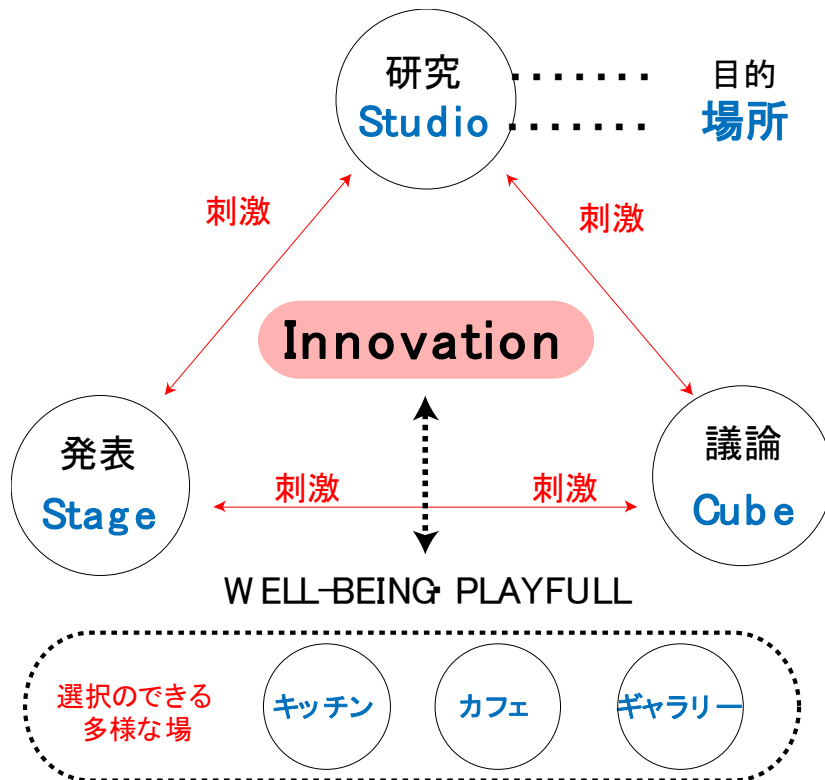 研究
Studio
目的
場所
刺激
刺激
Innovation
発表
Stage
議論
Cube
刺激
刺激
WELL-BEING・PLAYFULL
選択のできる
多様な場
キッチン
カフェ
ギャラリー